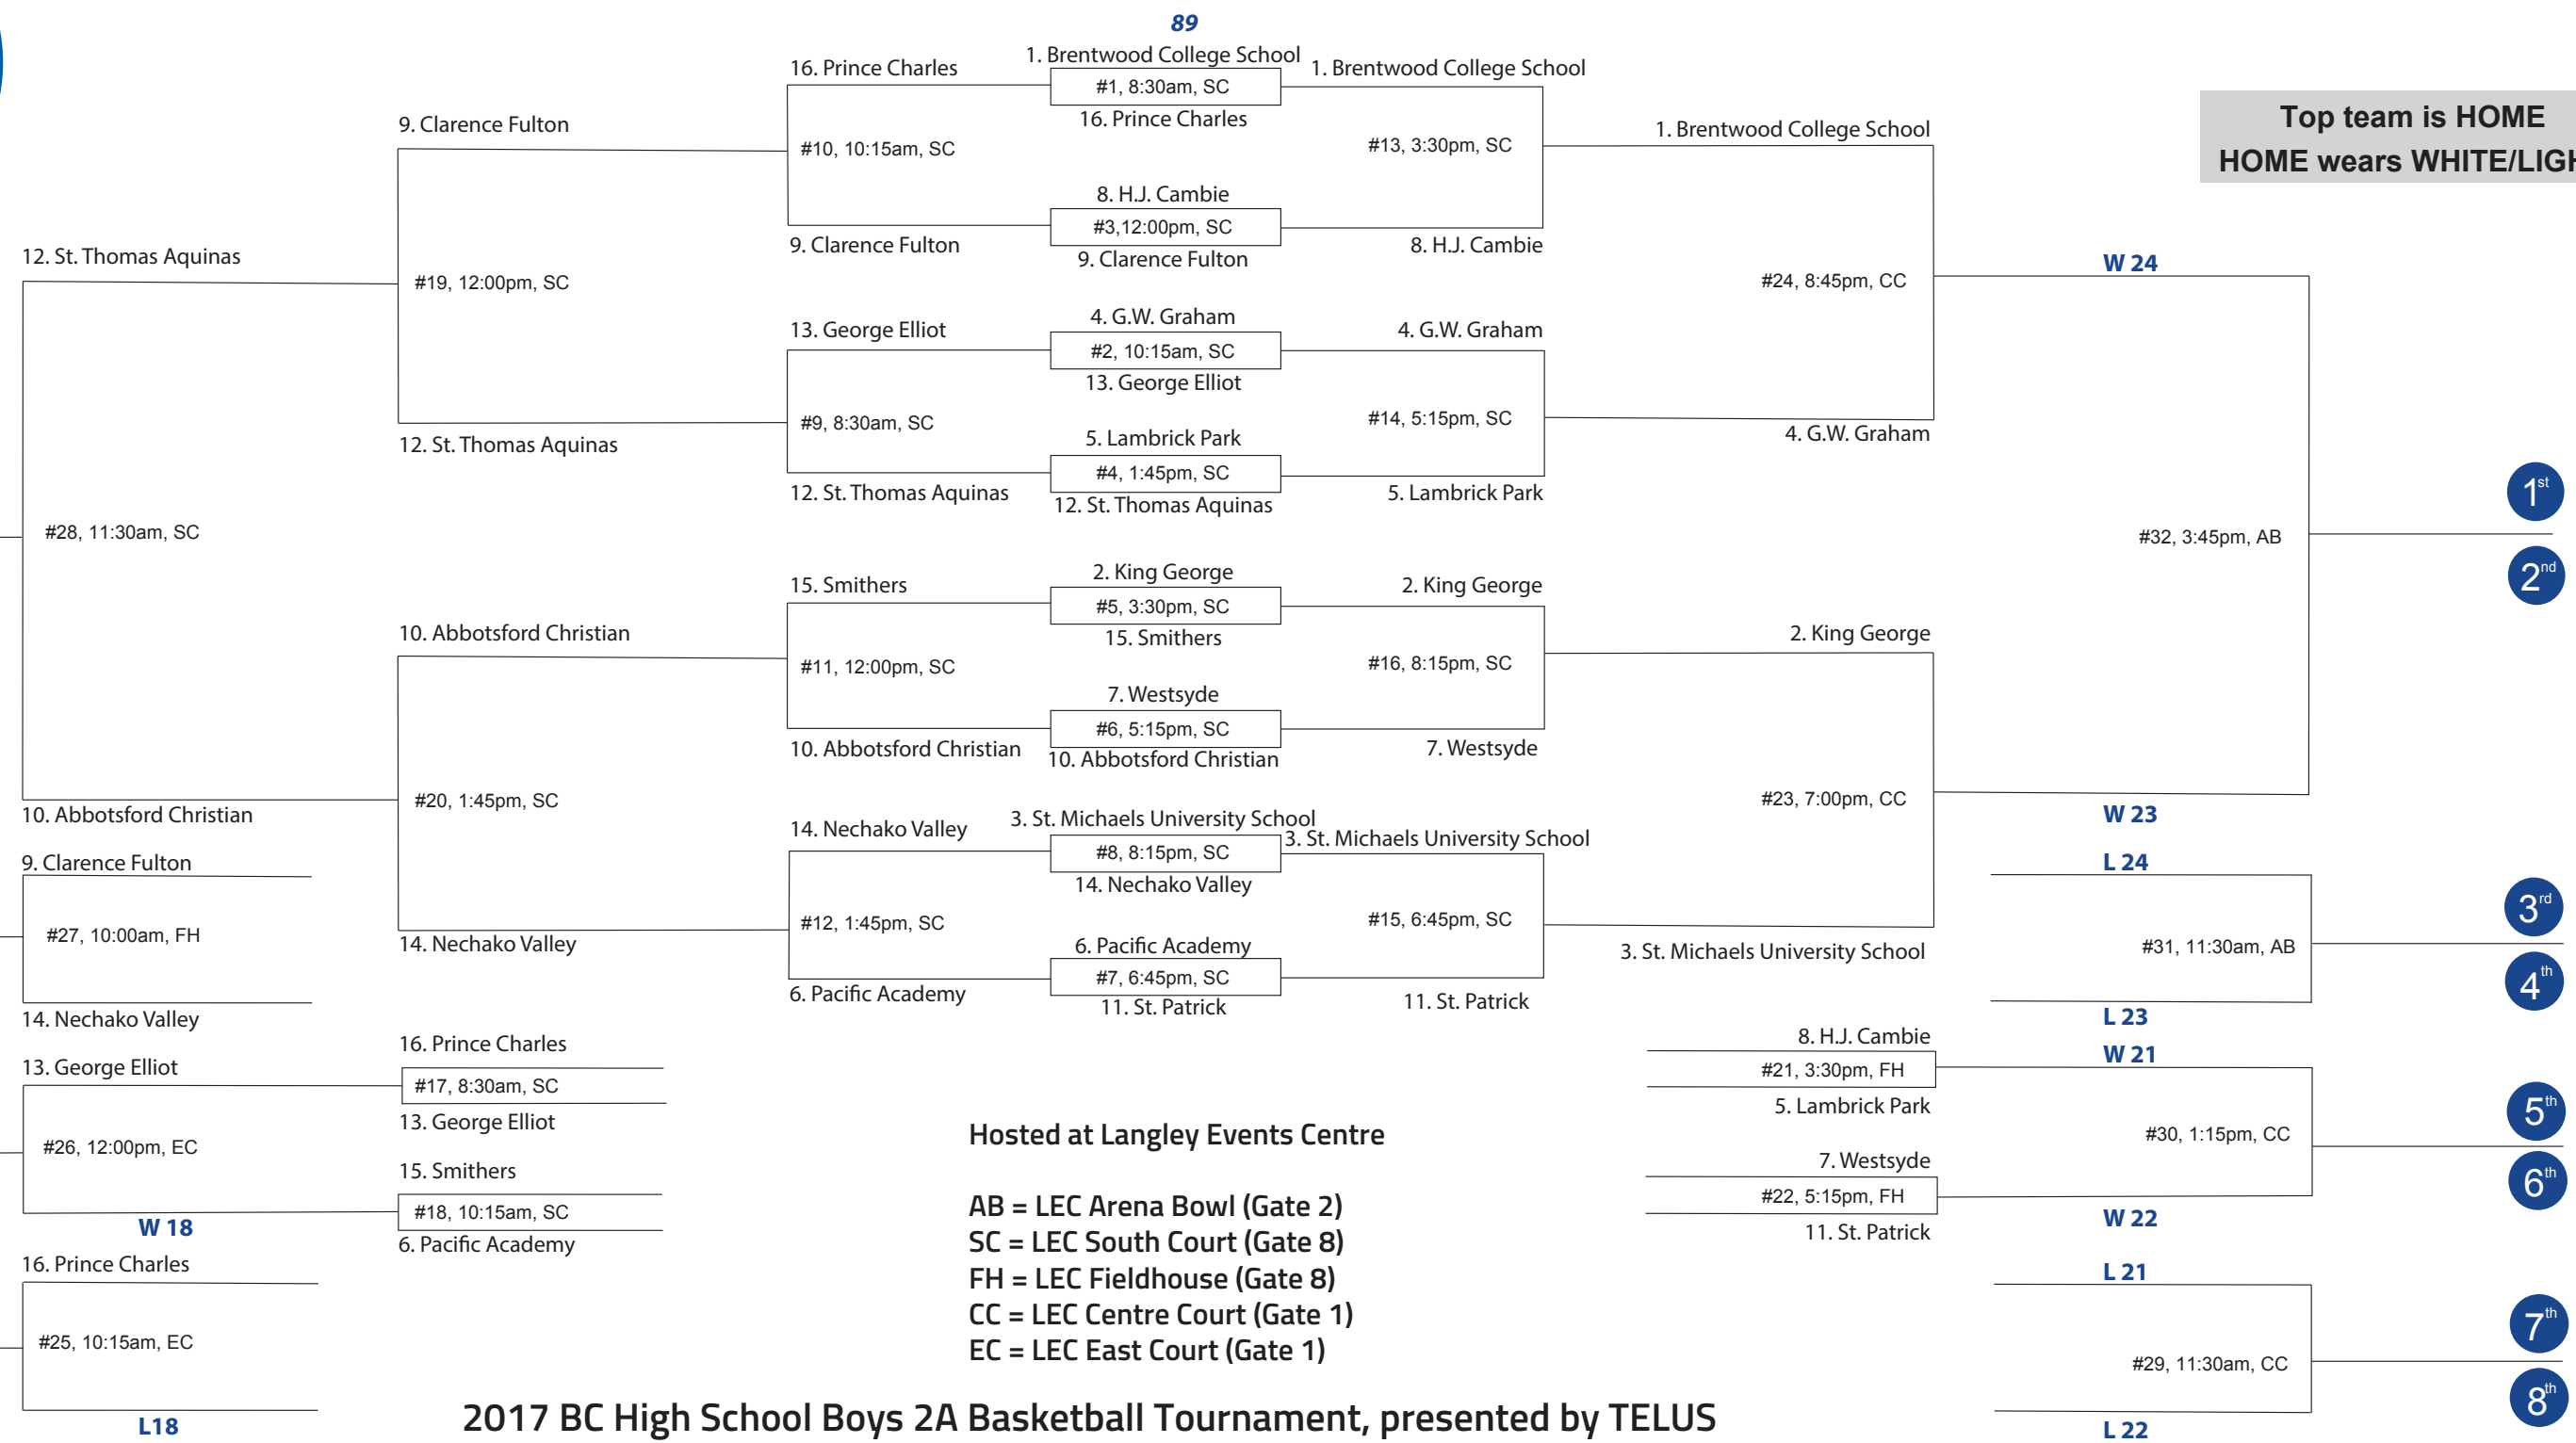 89
1. Brentwood College School
16. Prince Charles
1. Brentwood College School
#1, 8:30am, SC
16. Prince Charles
9. Clarence Fulton
1. Brentwood College School
#10, 10:15am, SC
#13, 3:30pm, SC
8. H.J. Cambie
#3,12:00pm, SC
9. Clarence Fulton
8. H.J. Cambie
9. Clarence Fulton
12. St. Thomas Aquinas
#19, 12:00pm, SC
#24, 8:45pm, CC
W 24
13. George Elliot
4. G.W. Graham
4. G.W. Graham
#2, 10:15am, SC
13. George Elliot
#9, 8:30am, SC
#14, 5:15pm, SC
12. St. Thomas Aquinas
5. Lambrick Park
4. G.W. Graham
#4, 1:45pm, SC
12. St. Thomas Aquinas
12. St. Thomas Aquinas
5. Lambrick Park
#28, 11:30am, SC
#32, 3:45pm, AB
1st
2nd
15. Smithers
2. King George
2. King George
#5, 3:30pm, SC
15. Smithers
10. Abbotsford Christian
2. King George
#11, 12:00pm, SC
#16, 8:15pm, SC
7. Westsyde
#6, 5:15pm, SC
10. Abbotsford Christian
10. Abbotsford Christian
7. Westsyde
#20, 1:45pm, SC
#23, 7:00pm, CC
10. Abbotsford Christian
W 23
14. Nechako Valley
3. St. Michaels University School
3. St. Michaels University School
#8, 8:15pm, SC
14. Nechako Valley
9. Clarence Fulton
L 24
#27, 10:00am, FH
#12, 1:45pm, SC
#15, 6:45pm, SC
#31, 11:30am, AB
3rd
4th
14. Nechako Valley
6. Pacific Academy
3. St. Michaels University School
#7, 6:45pm, SC
6. Pacific Academy
11. St. Patrick
11. St. Patrick
14. Nechako Valley
L 23
16. Prince Charles
8. H.J. Cambie
W 21
13. George Elliot
#17, 8:30am, SC
#21, 3:30pm, FH
13. George Elliot
5. Lambrick Park
#26, 12:00pm, EC
#30, 1:15pm, CC
5th
6th
15. Smithers
7. Westsyde
#18, 10:15am, SC
#22, 5:15pm, FH
W 18
6. Pacific Academy
11. St. Patrick
W 22
16. Prince Charles
L 21
#25, 10:15am, EC
#29, 11:30am, CC
7th
8th
L18
L 22
Top team is HOME
HOME wears WHITE/LIGH
Hosted at Langley Events Centre
AB = LEC Arena Bowl (Gate 2)
SC = LEC South Court (Gate 8)
FH = LEC Fieldhouse (Gate 8)
CC = LEC Centre Court (Gate 1)
EC = LEC East Court (Gate 1)
2017 BC High School Boys 2A Basketball Tournament, presented by TELUS